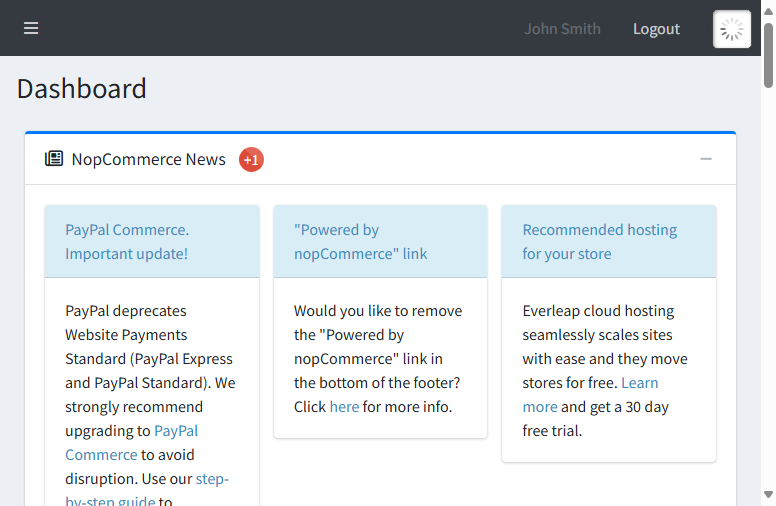 John Smith Logout
Dashboard
NopCommerce News +1
PayPal Commerce.
Important update!
PayPal deprecates
Website Payments
Standard (PayPal Express
and PayPal Standard). We
strongly recommend
upgrading to PayPal
Commerce to avoid
disruption. Use our step-
by-step guide to
"Powered by
nopCommerce" link
Would you like to remove
the "Powered by
nopCommerce" link in
the bottom of the footer?
Click here for more info.
Recommended hosting
for your store
Everleap cloud hosting
seamlessly scales sites
with ease and they move
stores for free. Learn
more and get a 30 day
free trial.